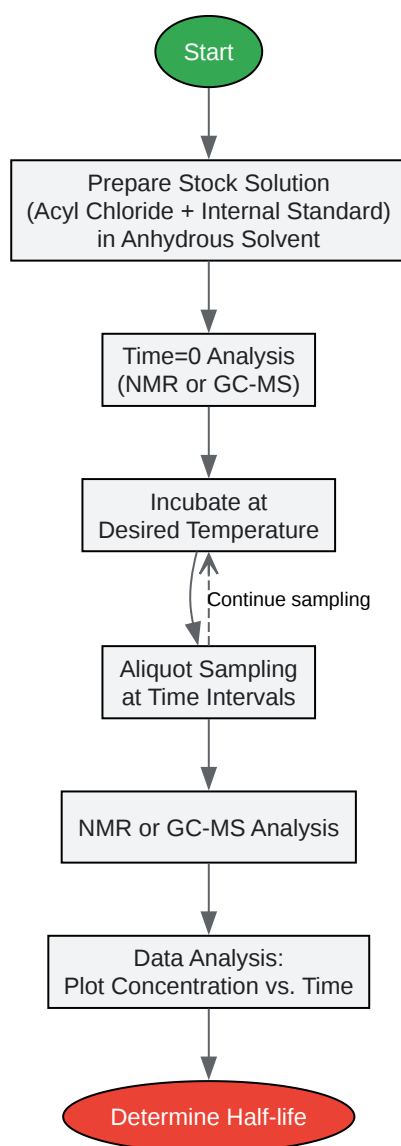 Start
Prepare Stock Solution
(Acyl Chloride + Internal Standard)
in Anhydrous Solvent
Time=0 Analysis
(NMR or GC-MS)
Incubate at
Desired Temperature
Continue sampling
Aliquot Sampling
at Time Intervals
NMR or GC-MS Analysis
Data Analysis:
Plot Concentration vs. Time
Determine Half-life